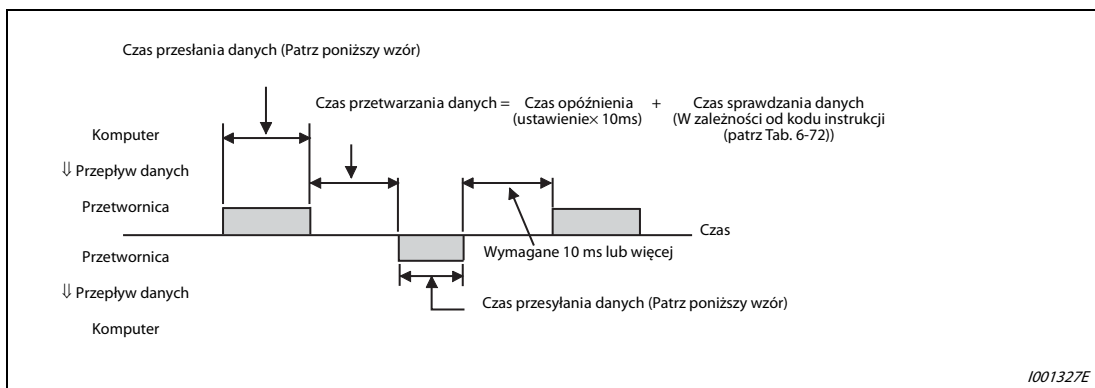 Czas przesłania danych (Patrz poniższy wzór)
Czas przetwarzania danych = Czas opóźnienia + Czas sprawdzania danych
(ustawienie× 10ms) (W zależności od kodu instrukcji
(patrz Tab. 6-72))
Komputer
⇓ Przepływ danych
Przetwornica
Czas
Przetwornica
Wymagane 10 ms lub więcej
⇓ Przepływ danych
Czas przesyłania danych (Patrz poniższy wzór)
Komputer
I001327E